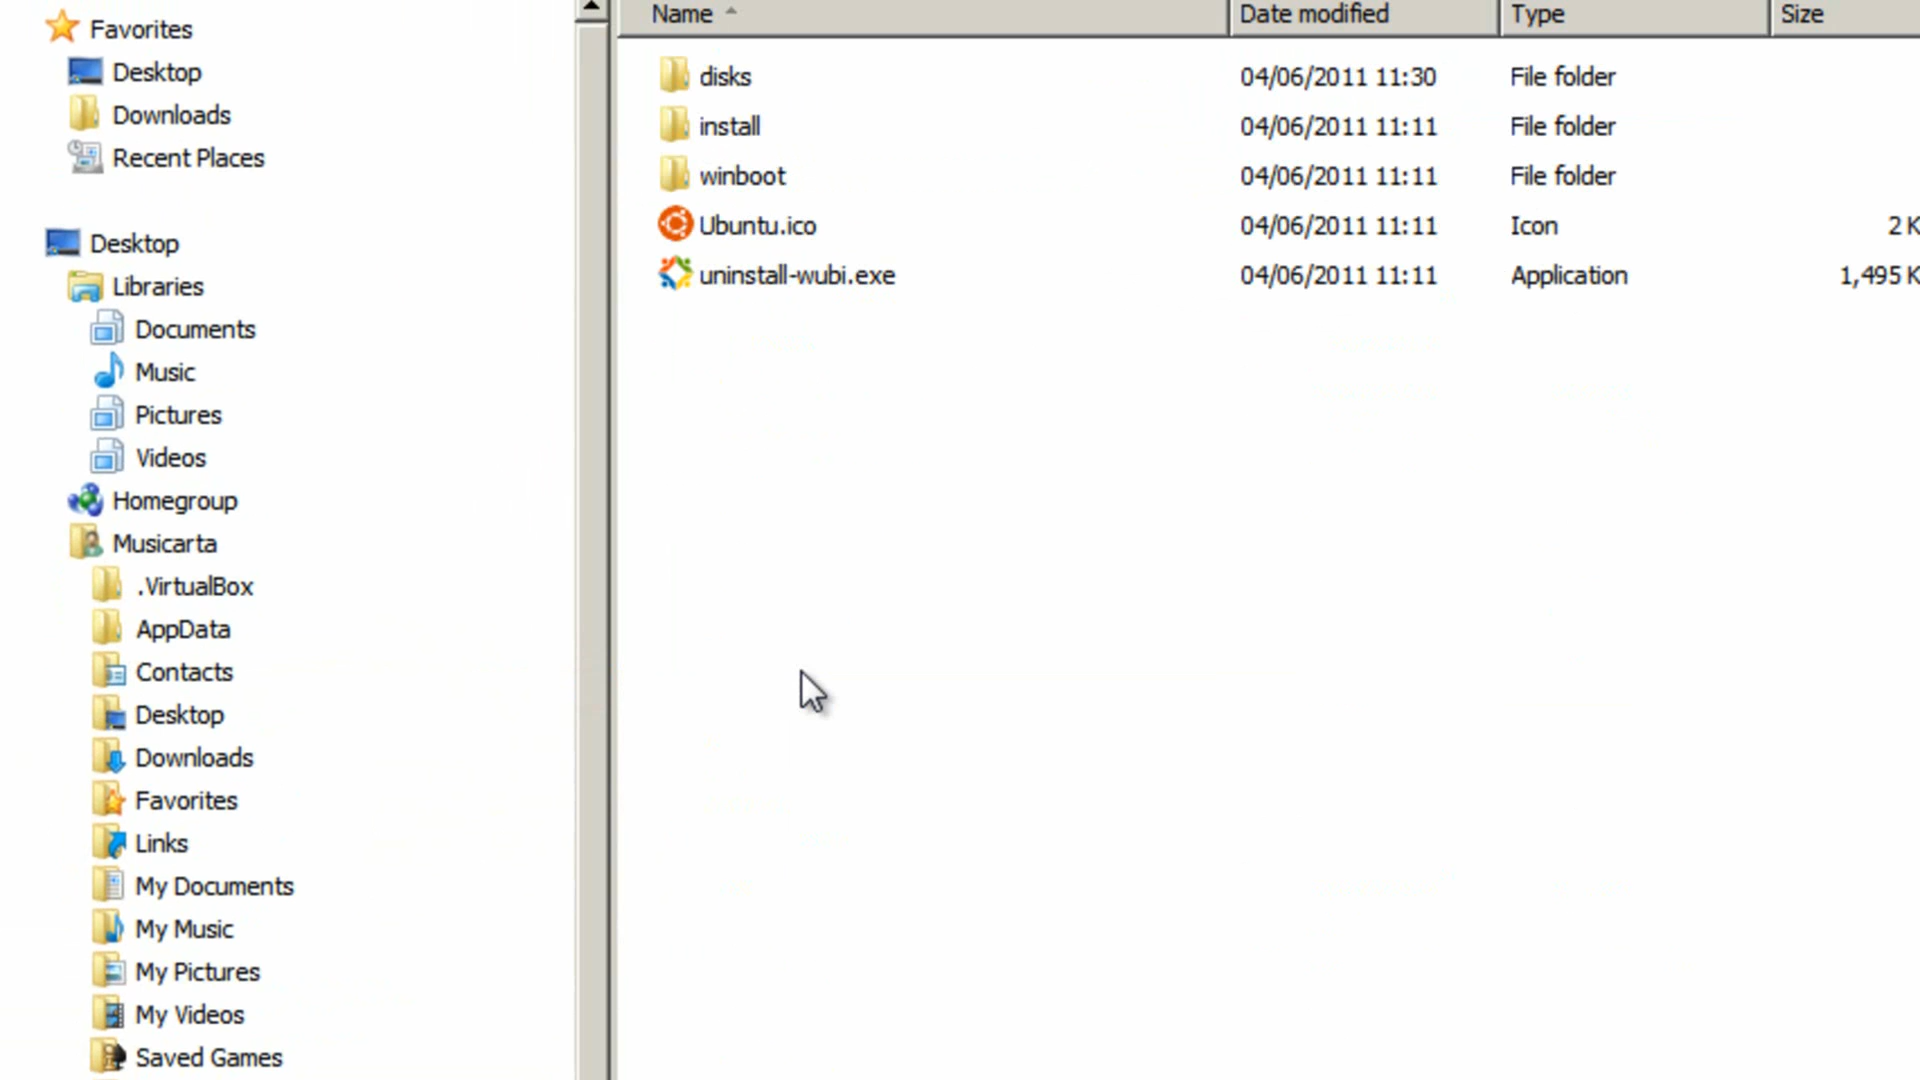 Favorites
Desktop
Downloads
Recent Places
Desktop
Libraries
Documents
Music
Pictures
Videos
Homegroup
Musicarta
.VirtualBox
AppData
Contacts
Desktop
Downloads
Favorites
Links
My Documents
My Music
My Pictures
My Videos
Saved Games
Name Date modified Type Size
disks 04/06/2011 11:30 File folder
install 04/06/2011 11:11 File folder
winboot 04/06/2011 11:11 File folder
Ubuntu.ico 04/06/2011 11:11 Icon 2 K
uninstall-wubi.exe 04/06/2011 11:11 Application 1,495 K